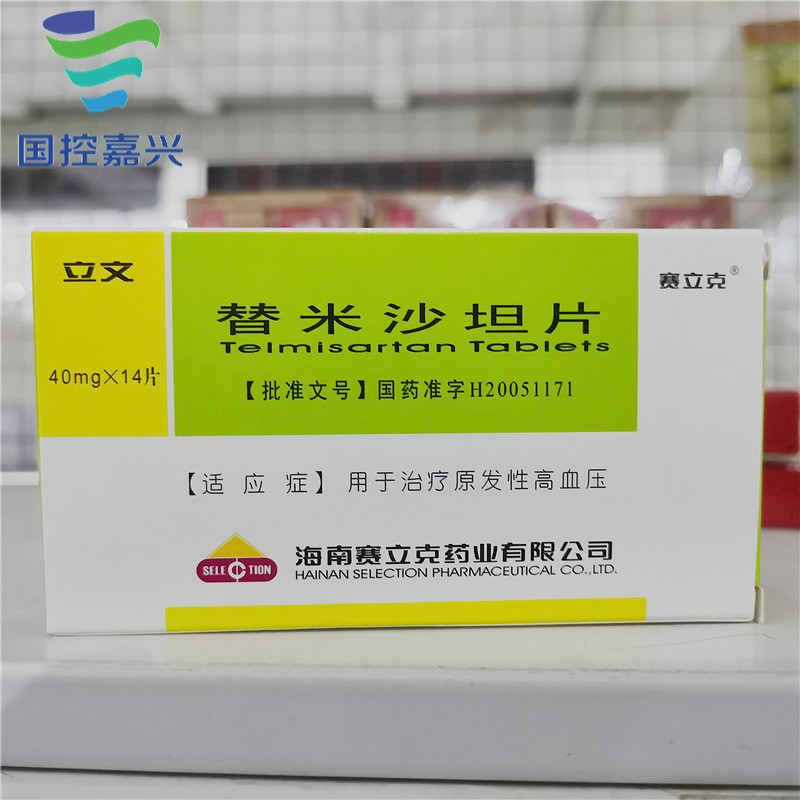 国控嘉兴
立文
40mg×14片
替米沙坦片
Telmisartan Tablets
【批准文号】国药准字H20051171
赛立克®
【适 应 症】用于治疗原发性高血压
SELECTION
海南赛立克药业有限公司
HAINAN SELECTION PHARMACEUTICAL CO.,LTD.